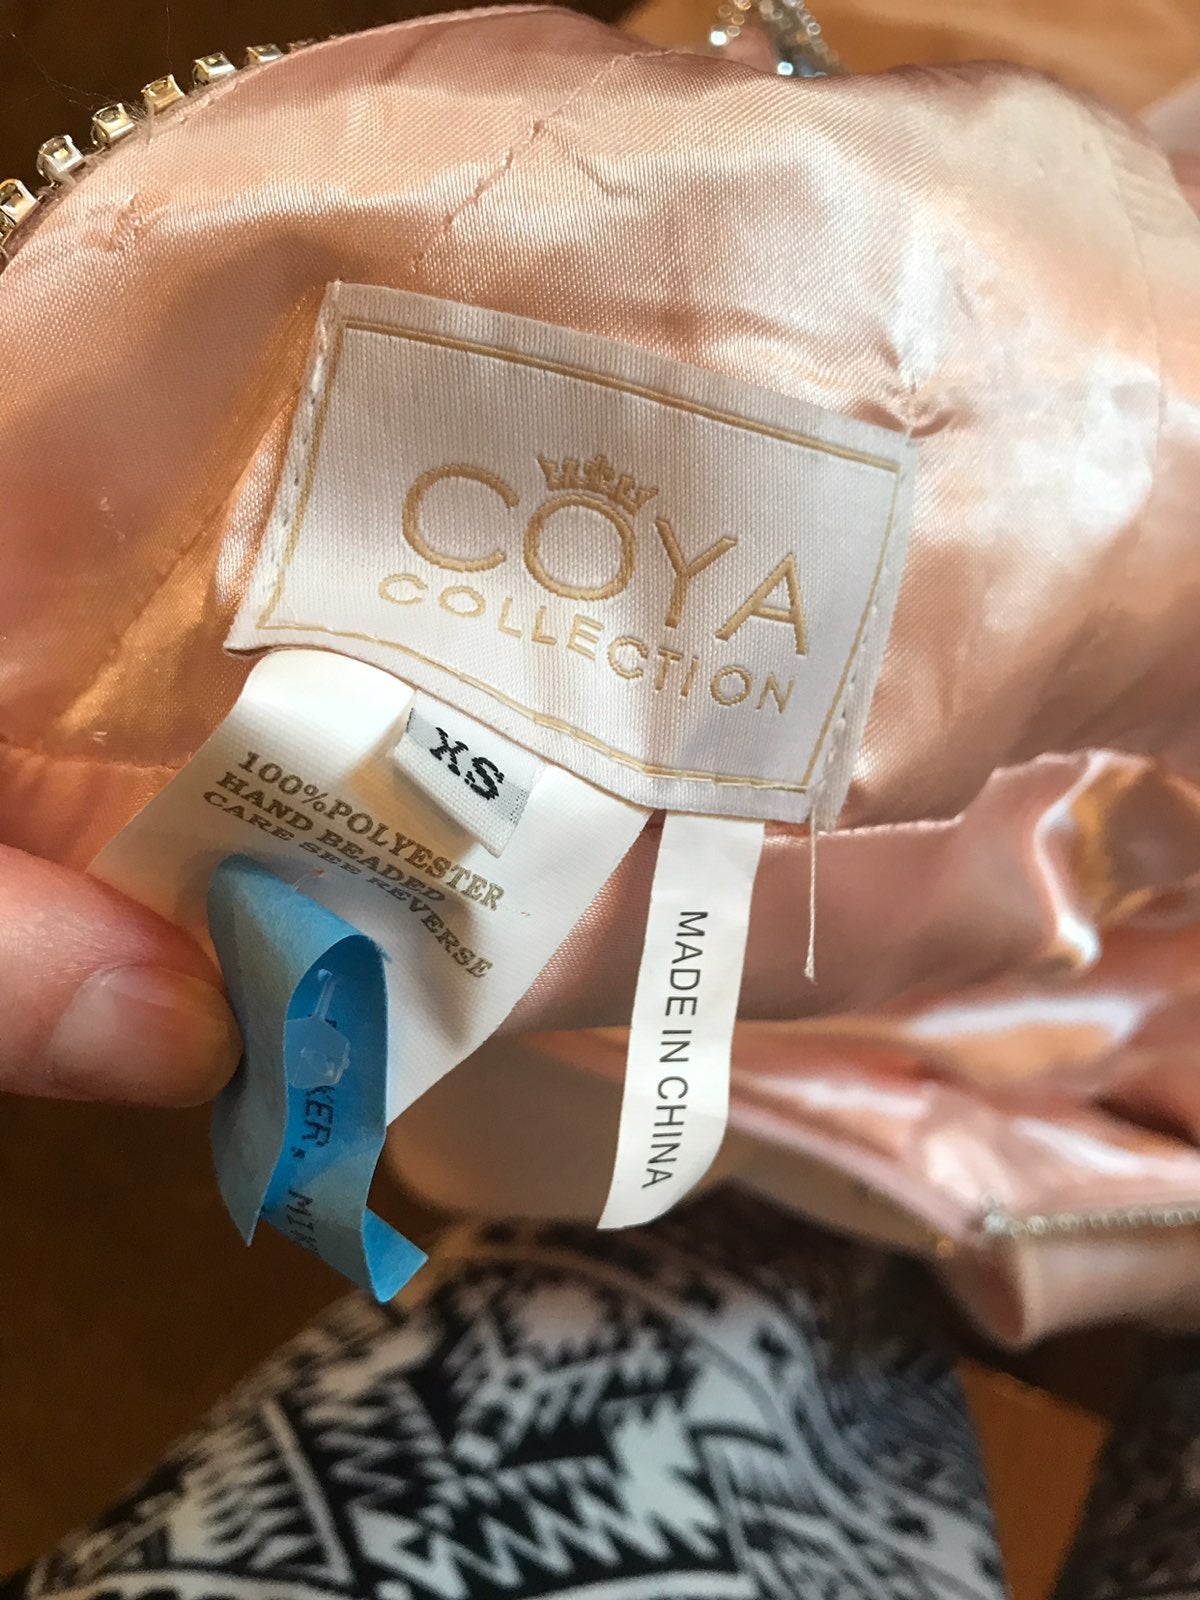 COYA
COLLECTION
XS
100%POLYESTER
HAND BEADED
CARE SEE REVERSE
MADE IN CHINA